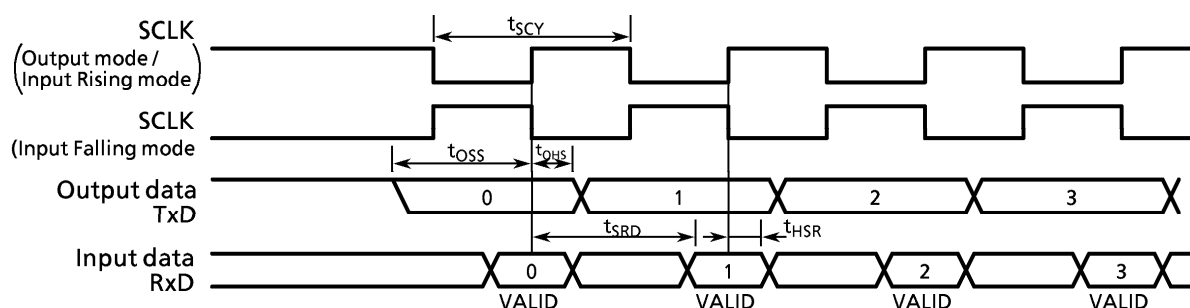 SCLK
(Output mode /
Input Rising mode)
tSCY
SCLK
(Input Falling mode
tOSS
tOHS
Output data
TxD
0 1 2 3
tSRD
tHSR
Input data
RxD
0 1 2 3
VALID VALID VALID VALID